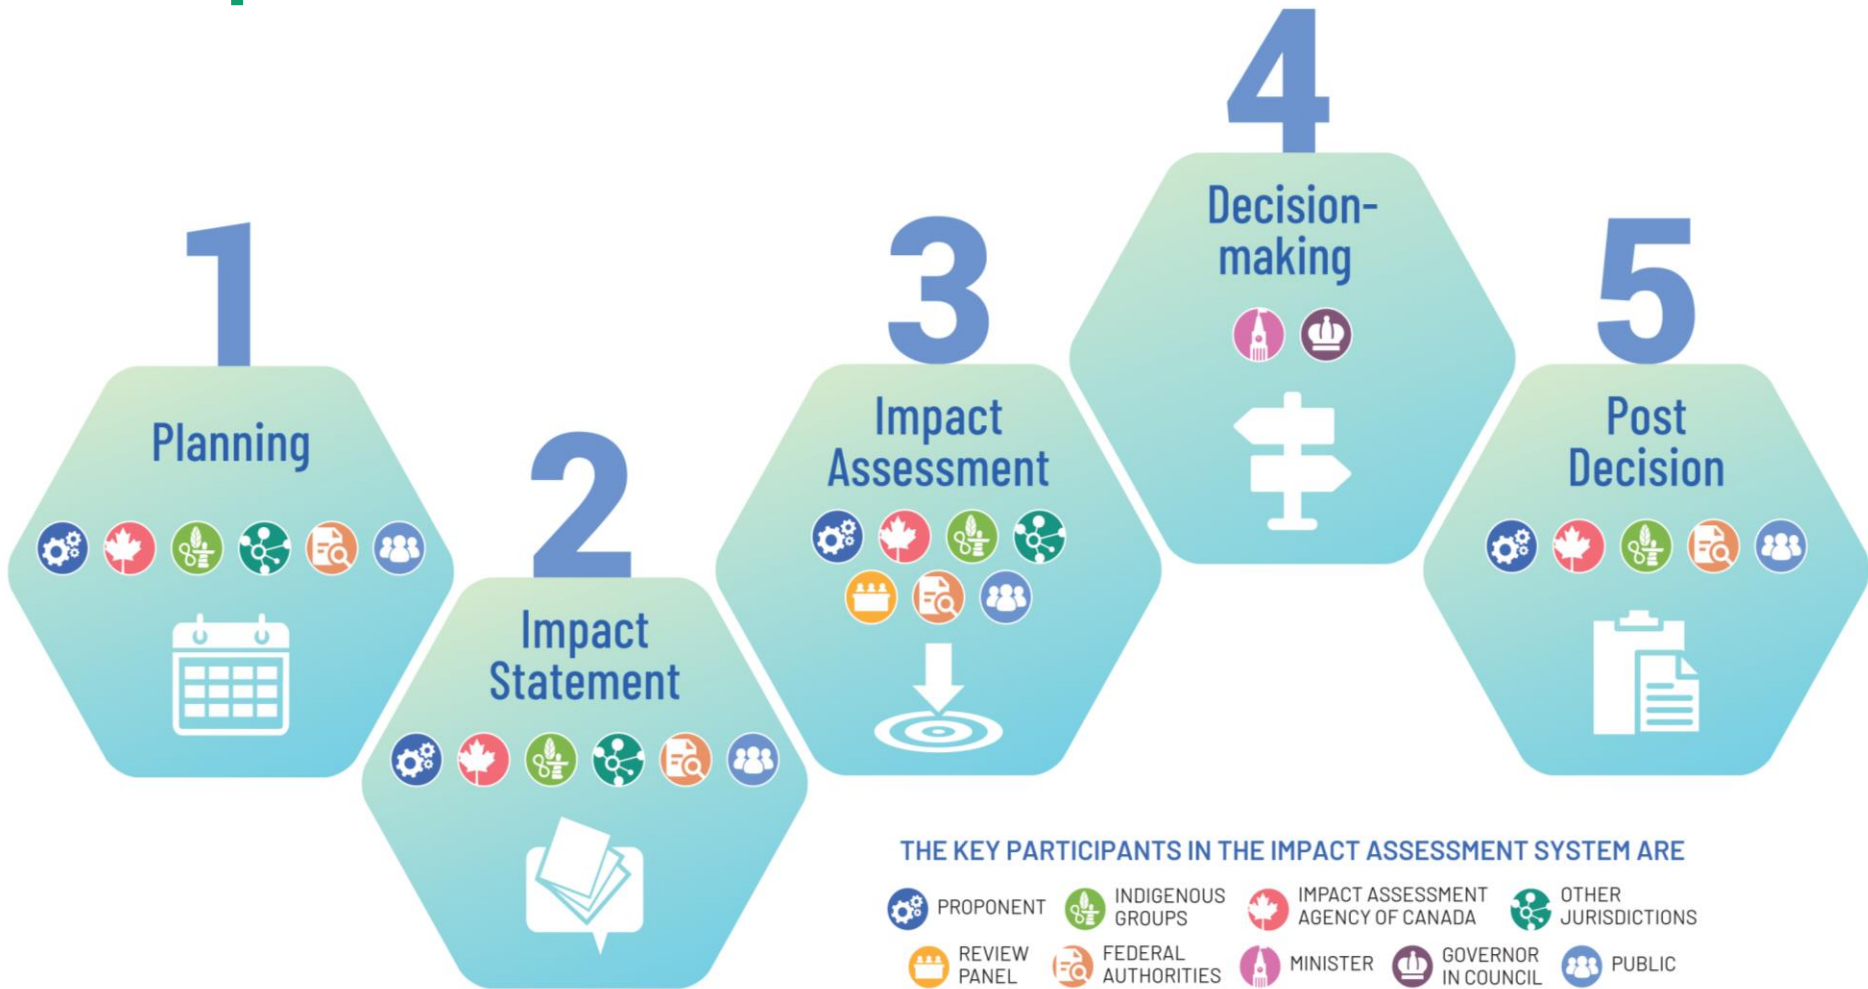 1
Planning
2
Impact
Statement
3
Impact
Assessment
4
Decision-
making
5
Post
Decision
THE KEY PARTICIPANTS IN THE IMPACT ASSESSMENT SYSTEM ARE
PROPONENT
INDIGENOUS
GROUPS
IMPACT ASSESSMENT
AGENCY OF CANADA
OTHER
JURISDICTIONS
REVIEW
PANEL
FEDERAL
AUTHORITIES
MINISTER
GOVERNOR
IN COUNCIL
PUBLIC